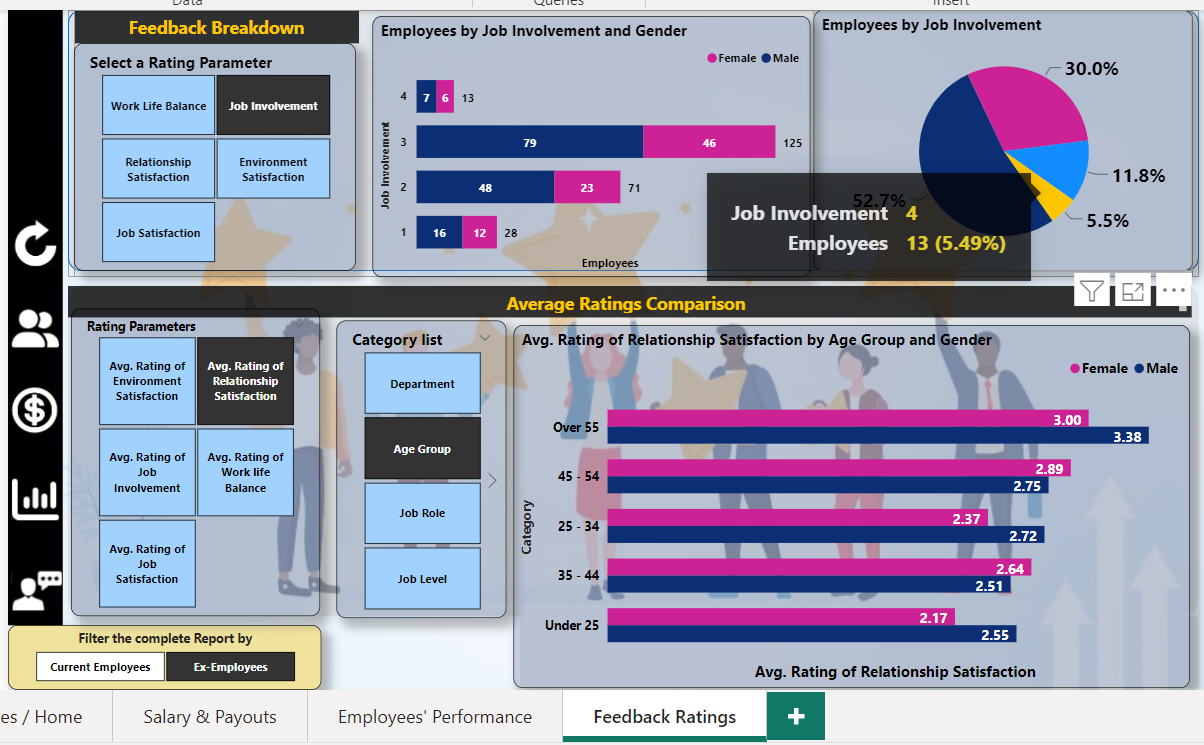 Data
Queries
Insert
Feedback Breakdown
Select a Rating Parameter
Work Life Balance
Job Involvement
Relationship
Satisfaction
Environment
Satisfaction
Job Satisfaction
Employees by Job Involvement and Gender
Female Male
4
7 6 13
3
79 46 125
2
48 23 71
1
16 12 28
Job Involvement
Employees
Employees by Job Involvement
30.0%
11.8%
5.5%
52.7%
Job Involvement 4
Employees 13 (5.49%)
Average Ratings Comparison
Rating Parameters
Avg. Rating of
Environment
Satisfaction
Avg. Rating of
Relationship
Satisfaction
Avg. Rating of
Job
Involvement
Avg. Rating of
Work life
Balance
Avg. Rating of
Job
Satisfaction
Category list
Department
Age Group
Job Role
Job Level
Avg. Rating of Relationship Satisfaction by Age Group and Gender
Female Male
Category
Over 55
3.00
3.38
45 - 54
2.89
2.75
25 - 34
2.37
2.72
35 - 44
2.64
2.51
Under 25
2.17
2.55
Avg. Rating of Relationship Satisfaction
Filter the complete Report by
Current Employees
Ex-Employees
es / Home
Salary & Payouts
Employees' Performance
Feedback Ratings
+